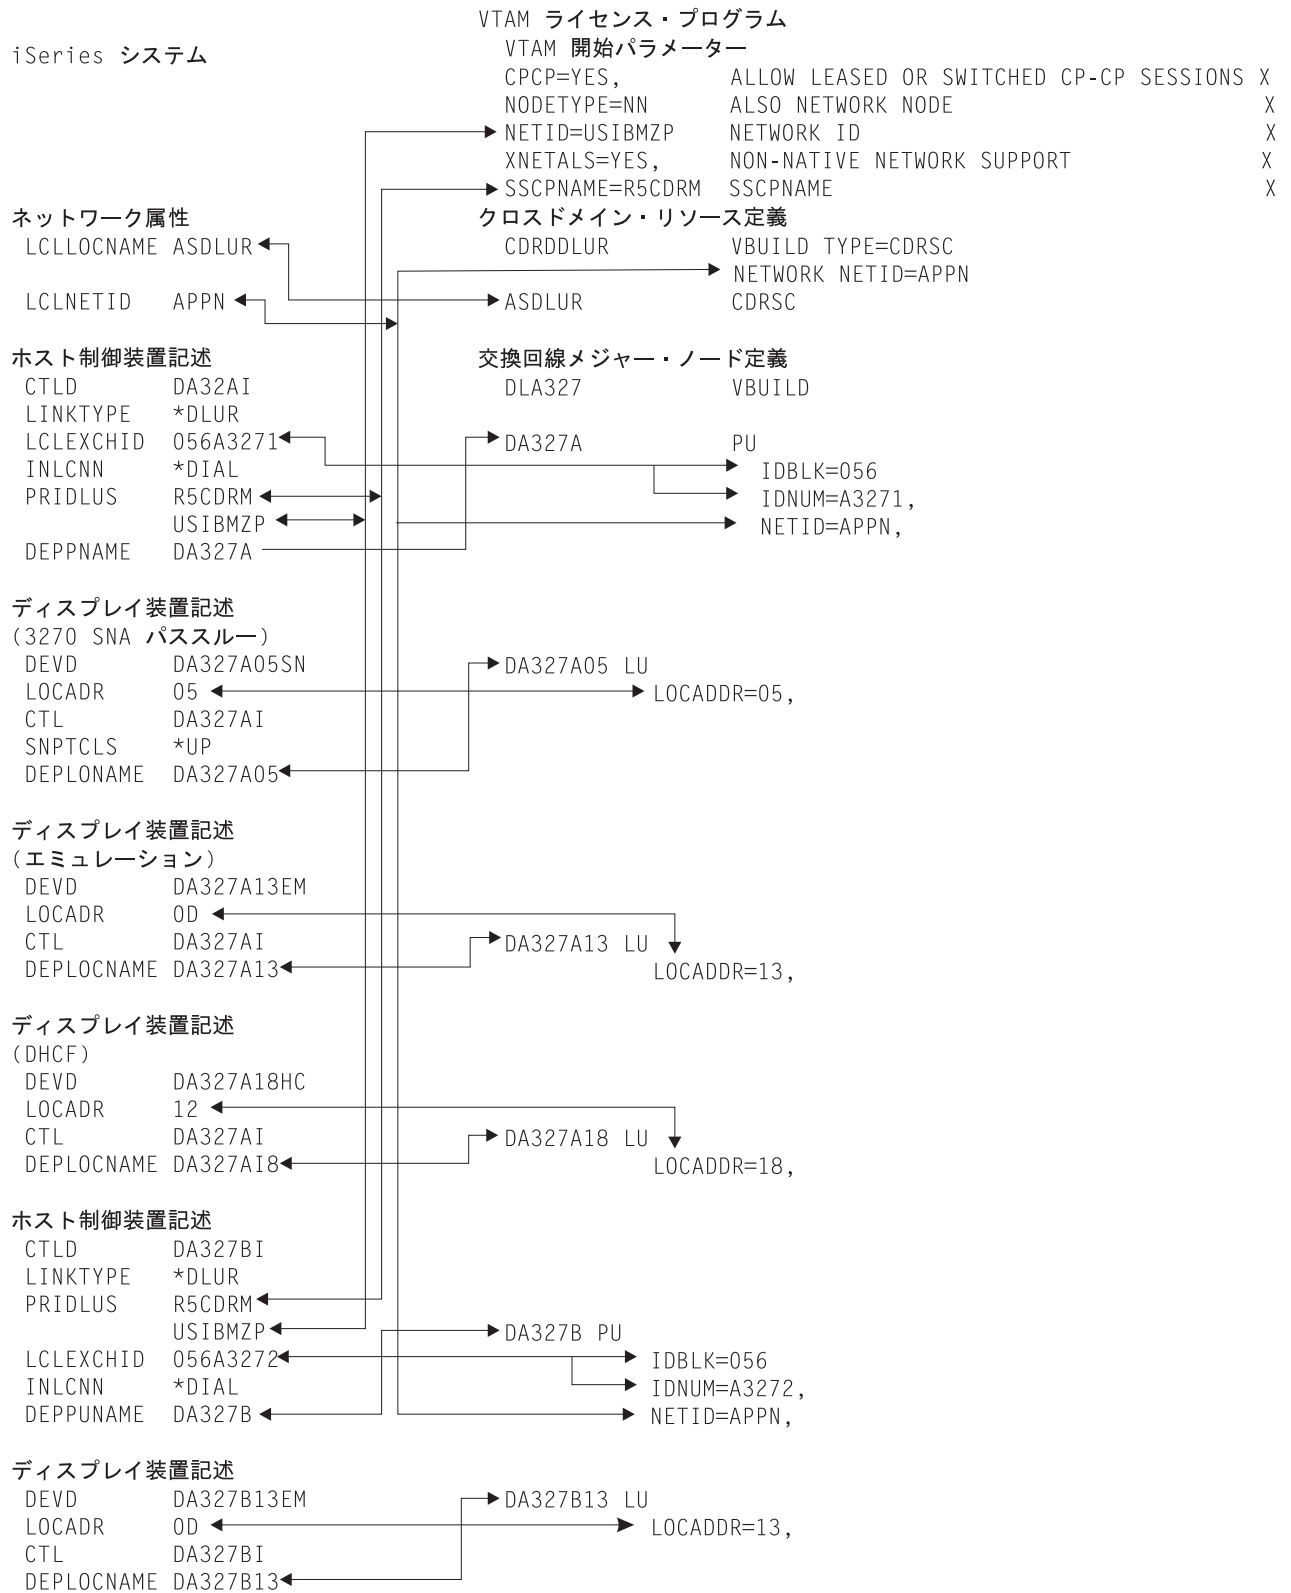 VTAM ライセンス・プログラム
iSeries システム
VTAM 開始パラメーター
CPCP=YES, ALLOW LEASED OR SWITCHED CP-CP SESSIONS X
NODETYPE=NN ALSO NETWORK NODE X
NETID=USIBMZP NETWORK ID X
XNETALS=YES, NON-NATIVE NETWORK SUPPORT X
SSCPNAME=R5CDRM SSCPNAME X
ネットワーク属性 クロスドメイン・リソース定義
LCLLOCNAME ASDLUR CDRDDLUR VBUILD TYPE=CDRSC
NETWORK NETID=APPN
LCLNETID APPN ASDLUR CDRSC
ホスト制御装置記述 交換回線メジャー・ノード定義
CTLD DA32AI DLA327 VBUILD
LINKTYPE *DLUR
LCLEXCHID 056A3271 DA327A PU
INLCNN *DIAL IDBLK=056
PRIDLUS R5CDRM IDNUM=A3271,
USIBMZP NETID=APPN,
DEPPNAME DA327A
ディスプレイ装置記述
(3270 SNA パススルー)
DEVD DA327A05SN DA327A05 LU
LOCADR 05 LOCADDR=05,
CTL DA327AI
SNPTCLS *UP
DEPLONAME DA327A05
ディスプレイ装置記述
(エミュレーション)
DEVD DA327A13EM
LOCADR 0D
CTL DA327AI DA327A13 LU
DEPLOCNAME DA327A13 LOCADDR=13,
ディスプレイ装置記述
(DHCF)
DEVD DA327A18HC
LOCADR 12
CTL DA327AI DA327A18 LU
DEPLOCNAME DA327AI8 LOCADDR=18,
ホスト制御装置記述
CTLD DA327BI
LINKTYPE *DLUR
PRIDLUS R5CDRM
USIBMZP DA327B PU
LCLEXCHID 056A3272 IDBLK=056
INLCNN *DIAL IDNUM=A3272,
DEPPUNAME DA327B NETID=APPN,
ディスプレイ装置記述
DEVD DA327B13EM DA327B13 LU
LOCADR 0D LOCADDR=13,
CTL DA327BI
DEPLOCNAME DA327B13